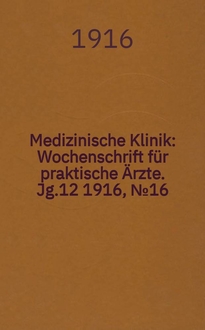 1916
Medizinische Klinik:
Wochenschrift für
praktische Ärzte.
Jg.12 1916, №16